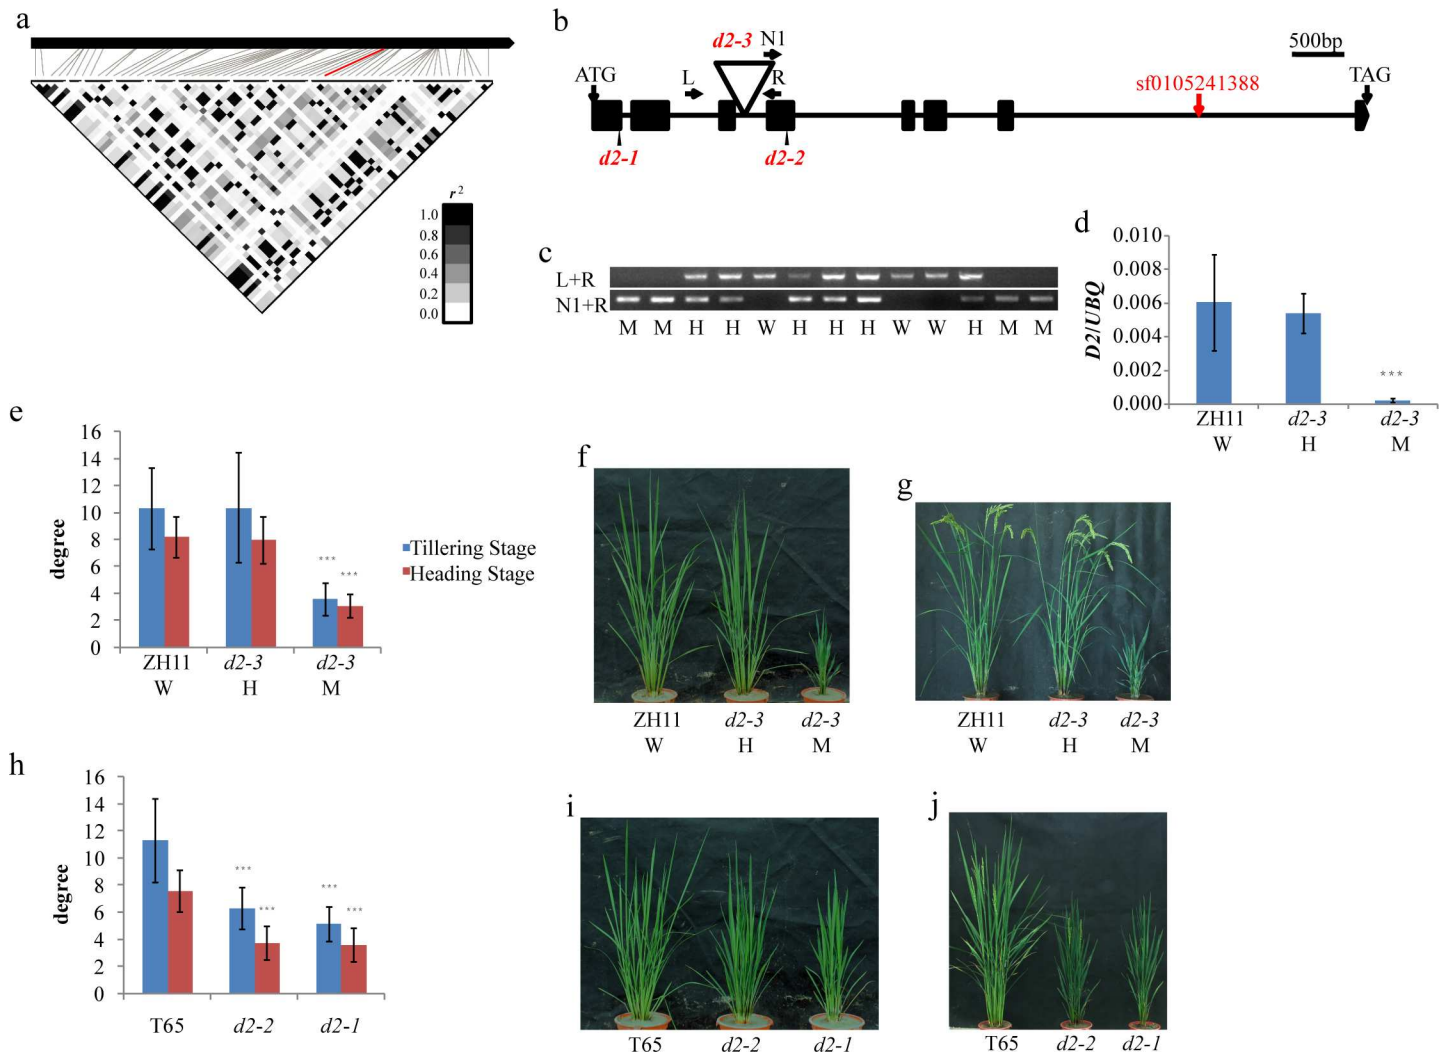 a
r²
1.0
0.8
0.6
0.4
0.2
0.0
b
ATG
L
d2-3
N1
R
500bp
sf0105241388
TAG
d2-1
d2-2
c
L+R
N1+R
M M H H W H H H W W H M M
d
D2/UBQ
0.010
0.008
0.006
0.004
0.002
0.000
***
ZH11 d2-3 d2-3
W H M
e
degree
16
14
12
10
8
6
4
2
0
*** ***
Tillering Stage
Heading Stage
ZH11 d2-3 d2-3
W H M
f
ZH11 d2-3 d2-3
W H M
g
ZH11 d2-3 d2-3
W H M
h
degree
16
14
12
10
8
6
4
2
0
*** *** *** ***
T65 d2-2 d2-1
i
T65 d2-2 d2-1
j
T65 d2-2 d2-1